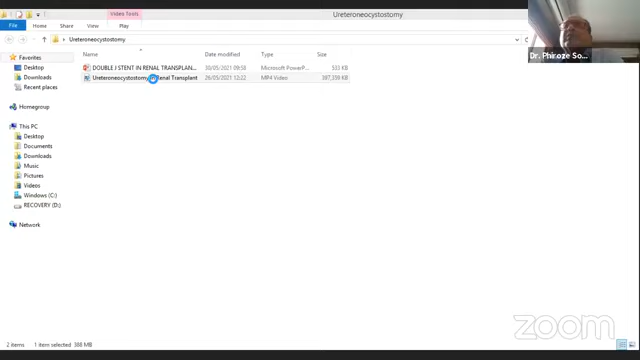 Video Tools
Ureteroneocystostomy
File
Home
Share
View
Play
Ureteroneocystostomy
Name
Date modified
Type
Size
Favorites
Desktop
Downloads
Recent places
DOUBLE J STENT IN RENAL TRANSPLAN...
30/05/2021 09:58
Microsoft PowerP...
533 KB
Ureteroneocystostomy Renal Transplant
26/05/2021 12:22
MP4 Video
Homegroup
This PC
Desktop
Documents
Downloads
Music
Pictures
Videos
Windows (C:)
RECOVERY (D:)
Network
Dr. Phiroze So...
zoom
2 items
1 item selected: 388 MB